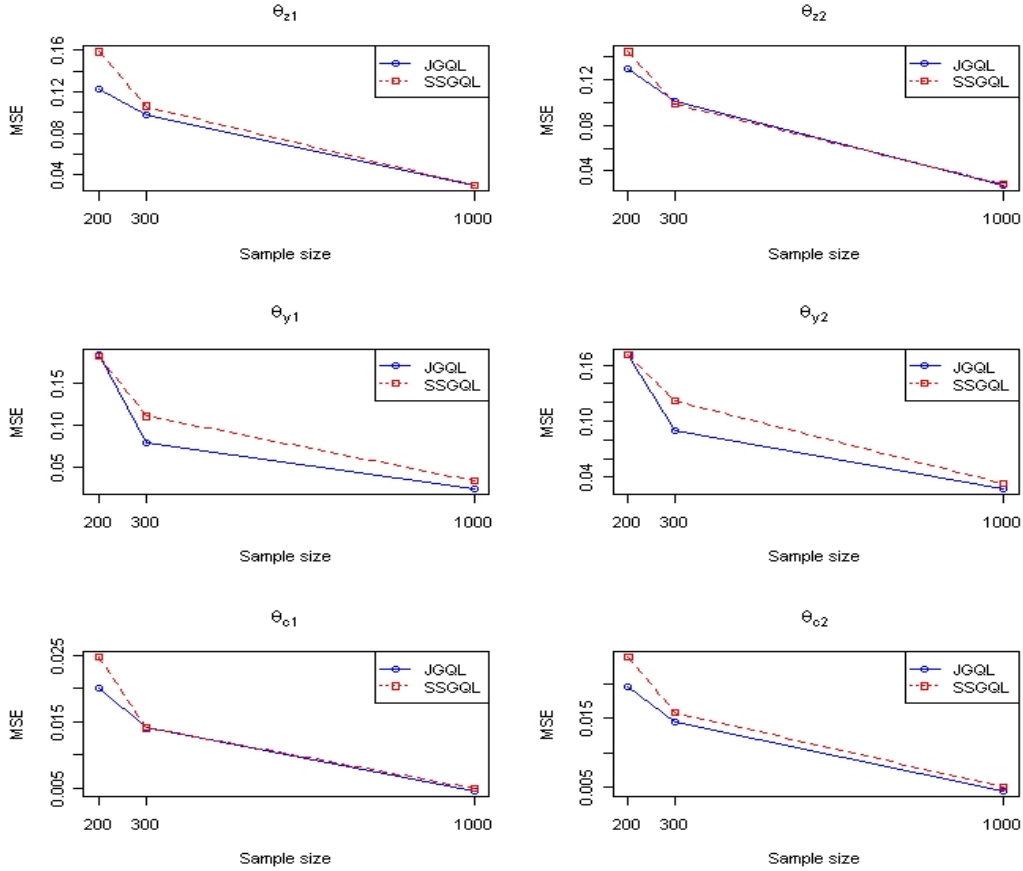 θz1
MSE
0.16
0.12
0.08
0.04
JGQL
SSGQL
200 300 1000
Sample size
θz2
MSE
0.12
0.08
0.04
JGQL
SSGQL
200 300 1000
Sample size
θy1
MSE
0.15
0.10
0.05
JGQL
SSGQL
200 300 1000
Sample size
θy2
MSE
0.16
0.10
0.04
JGQL
SSGQL
200 300 1000
Sample size
θc1
MSE
0.025
0.015
0.005
JGQL
SSGQL
200 300 1000
Sample size
θc2
MSE
0.015
0.005
JGQL
SSGQL
200 300 1000
Sample size